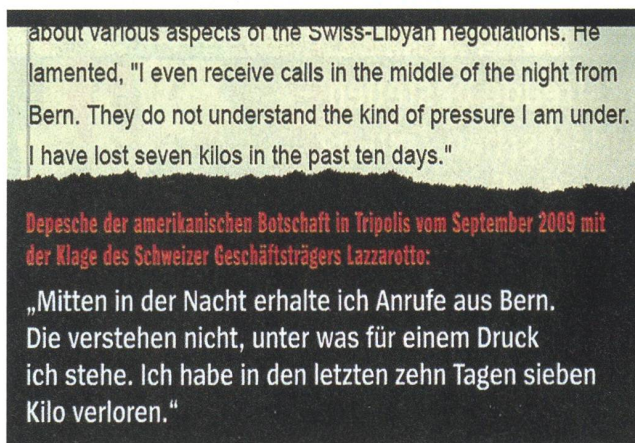 about various aspects of the Swiss-Libyan negotiations. He
lamented, "I even receive calls in the middle of the night from
Bern. They do not understand the kind of pressure I am under.
I have lost seven kilos in the past ten days."
Depesche der amerikanischen Botschaft in Tripolis vom September 2009 mit
der Klage des Schweizer Geschäftsträgers Lazzarotto:
„Mitten in der Nacht erhalte ich Anrufe aus Bern.
Die verstehen nicht, unter was für einem Druck
ich stehe. Ich habe in den letzten zehn Tagen sieben
Kilo verloren.“